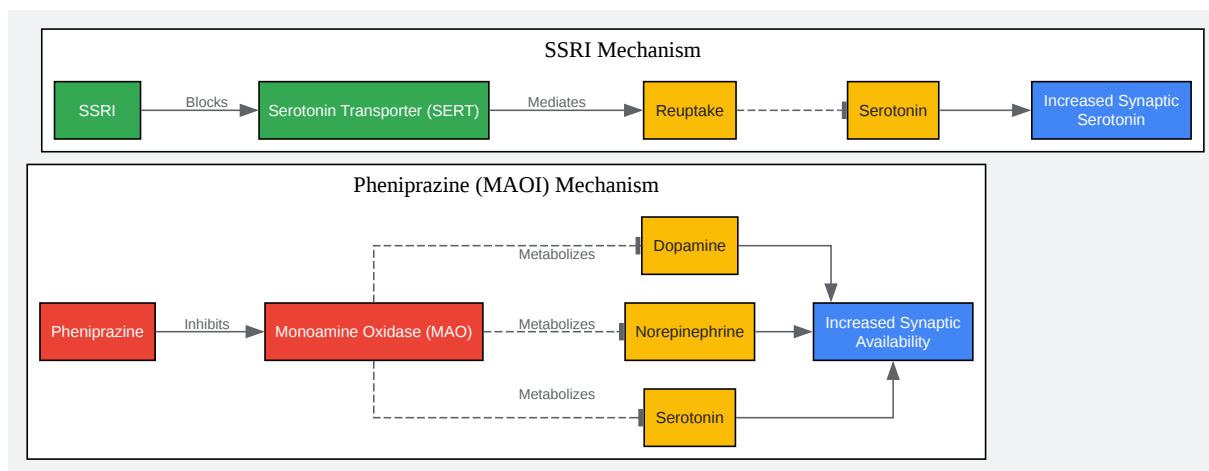 SSRI Mechanism
SSRI
Blocks
Serotonin Transporter (SERT)
Mediates
Reuptake
Serotonin
Increased Synaptic
Serotonin
Pheniprazine (MAOI) Mechanism
Metabolizes
Dopamine
Pheniprazine
Inhibits
Monoamine Oxidase (MAO)
Metabolizes
Norepinephrine
Increased Synaptic
Availability
Metabolizes
Serotonin